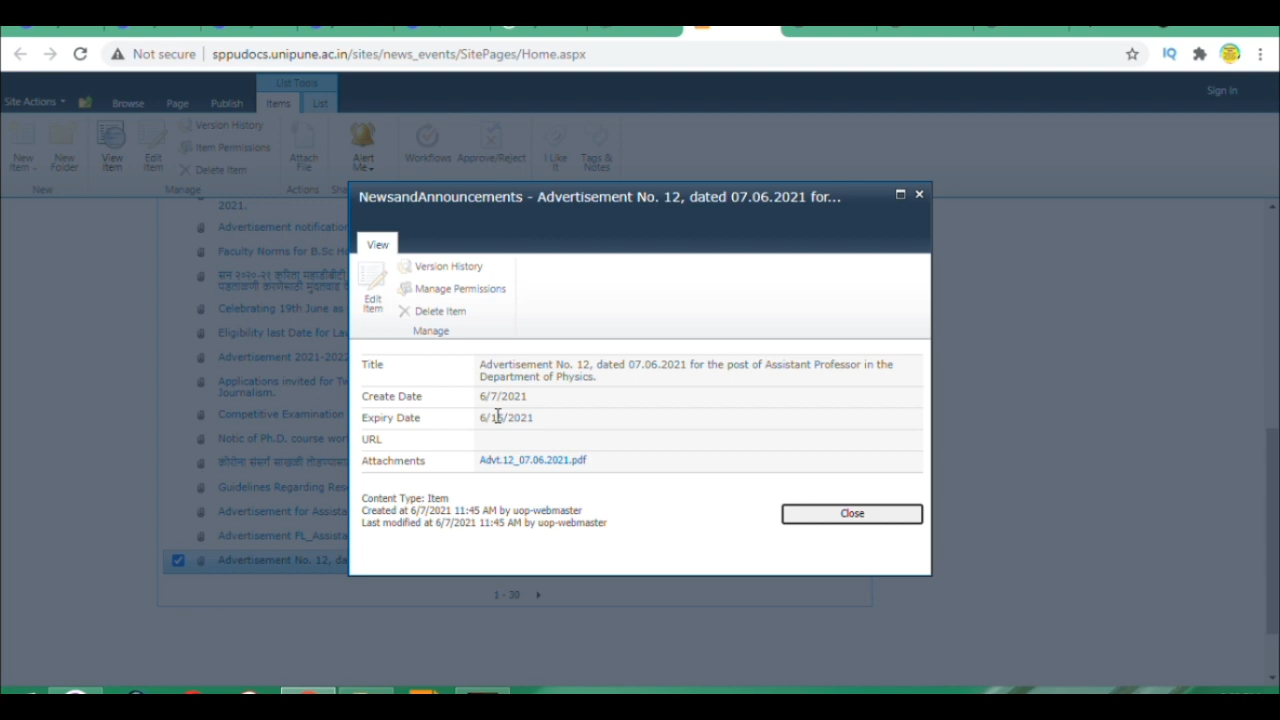 Not secure
sppudocs.unipune.ac.in/sites/news_events/SitePages/Home.aspx
IQ
List Tools
Sign In
Site Actions
Browse
Page
Publish
Items
List
Version History
Item Permissions
Delete Item
New
Item
New
Folder
View
Item
Edit
Item
Attach
File
Alert
Me
Workflows
Approve/Reject
I Like
It
Tags &
Notes
New
Manage
Actions
Sha
NewsandAnnouncements - Advertisement No. 12, dated 07.06.2021 for...
View
Edit
Item
Version History
Manage Permissions
Delete Item
Manage
Title
Advertisement No. 12, dated 07.06.2021 for the post of Assistant Professor in the
Department of Physics.
Create Date
6/7/2021
Expiry Date
URL
Attachments
Advt.12_07.06.2021.pdf
Content Type: Item
Created at 6/7/2021 11:45 AM by uop-webmaster
Last modified at 6/7/2021 11:45 AM by uop-webmaster
Close
2021.
Advertisement notification
Faculty Norms for B.Sc
सन २०२०-२१ करिता महाडीबीटी
Celebrating 19th June as
Eligibility last Date for
Advertisement 2021-2022
Applications invited for
Journalism.
Competitive Examination
Notic of Ph.D. course
Guidelines Regarding
Advertisement for Assista
Advertisement FL_Assista
Advertisement No. 12, da
1 - 30